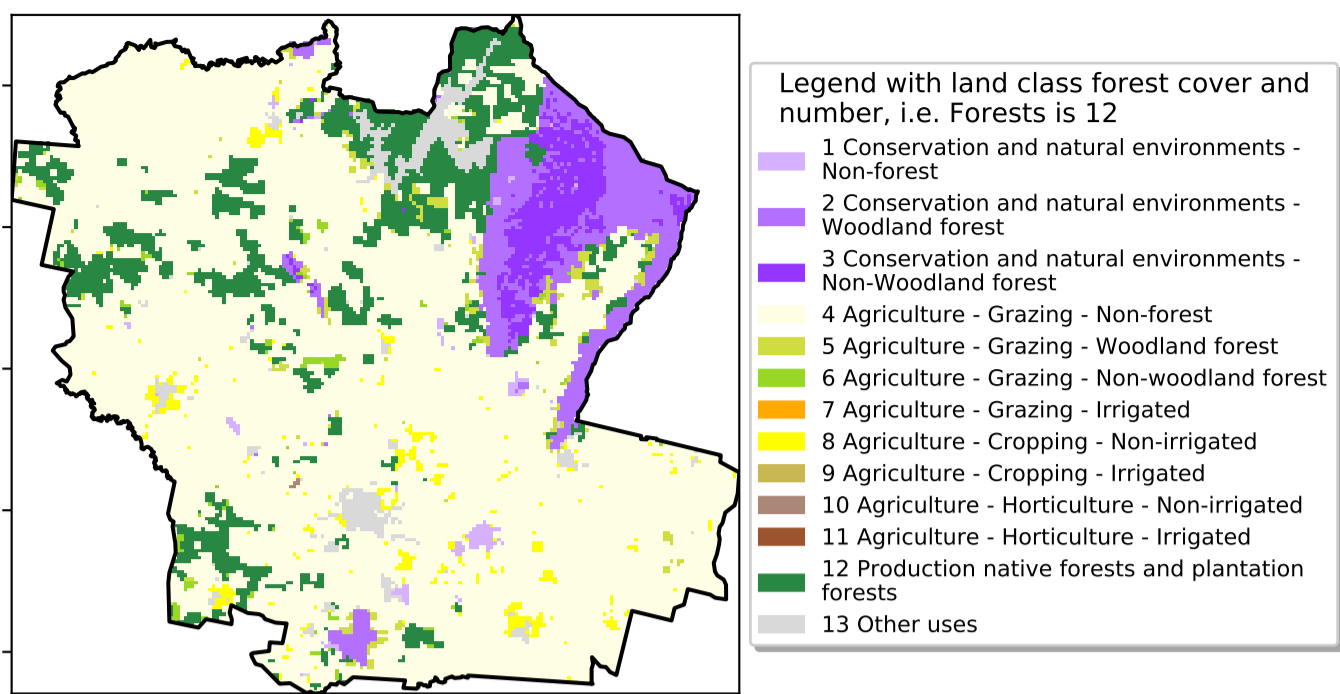 Legend with land class forest cover and
number, i.e. Forests is 12
1 Conservation and natural environments -
Non-forest
2 Conservation and natural environments -
Woodland forest
3 Conservation and natural environments -
Non-Woodland forest
4 Agriculture - Grazing - Non-forest
5 Agriculture - Grazing - Woodland forest
6 Agriculture - Grazing - Non-woodland forest
7 Agriculture - Grazing - Irrigated
8 Agriculture - Cropping - Non-irrigated
9 Agriculture - Cropping - Irrigated
10 Agriculture - Horticulture - Non-irrigated
11 Agriculture - Horticulture - Irrigated
12 Production native forests and plantation
forests
13 Other uses